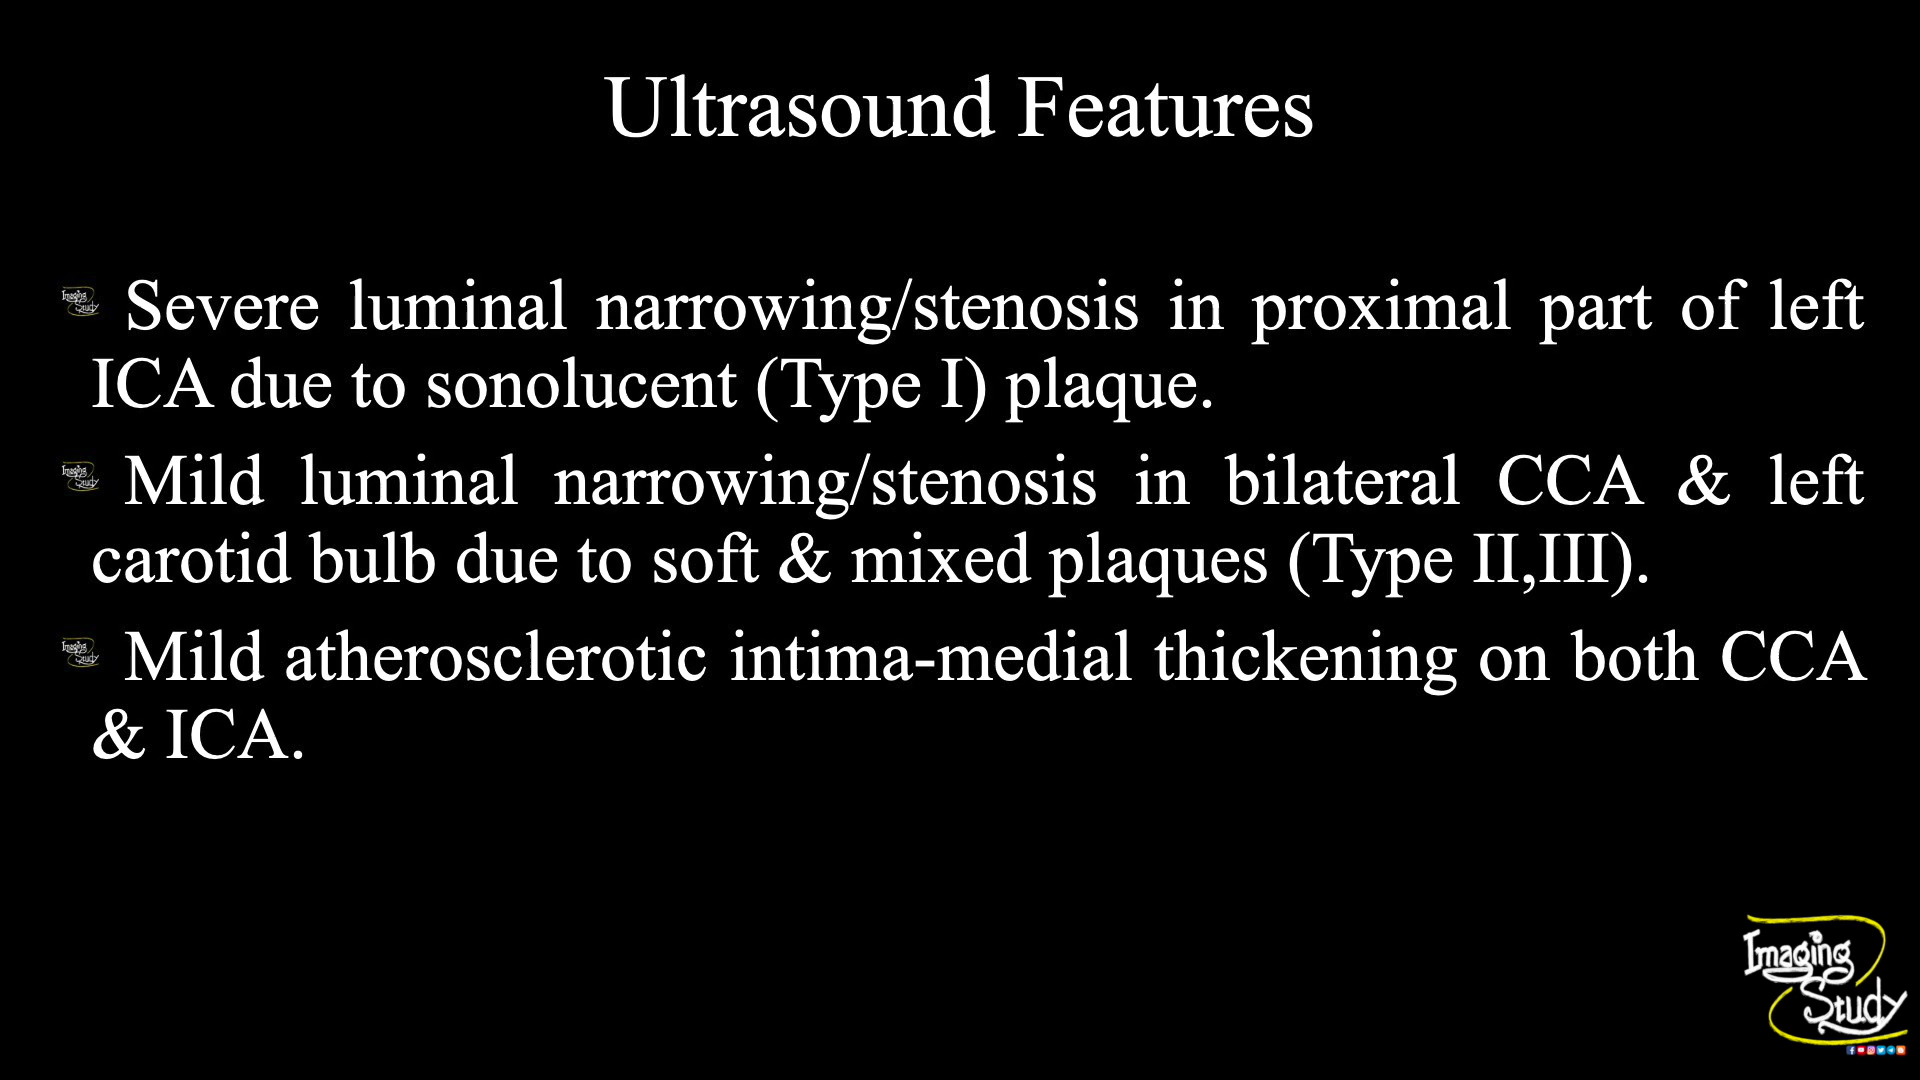 Ultrasound Features
Severe luminal narrowing/stenosis in proximal part of left
ICA due to sonolucent (Type I) plaque.
Mild luminal narrowing/stenosis in bilateral CCA & left
carotid bulb due to soft & mixed plaques (Type II,III).
Mild atherosclerotic intima-medial thickening on both CCA
& ICA.
Imaging
Study